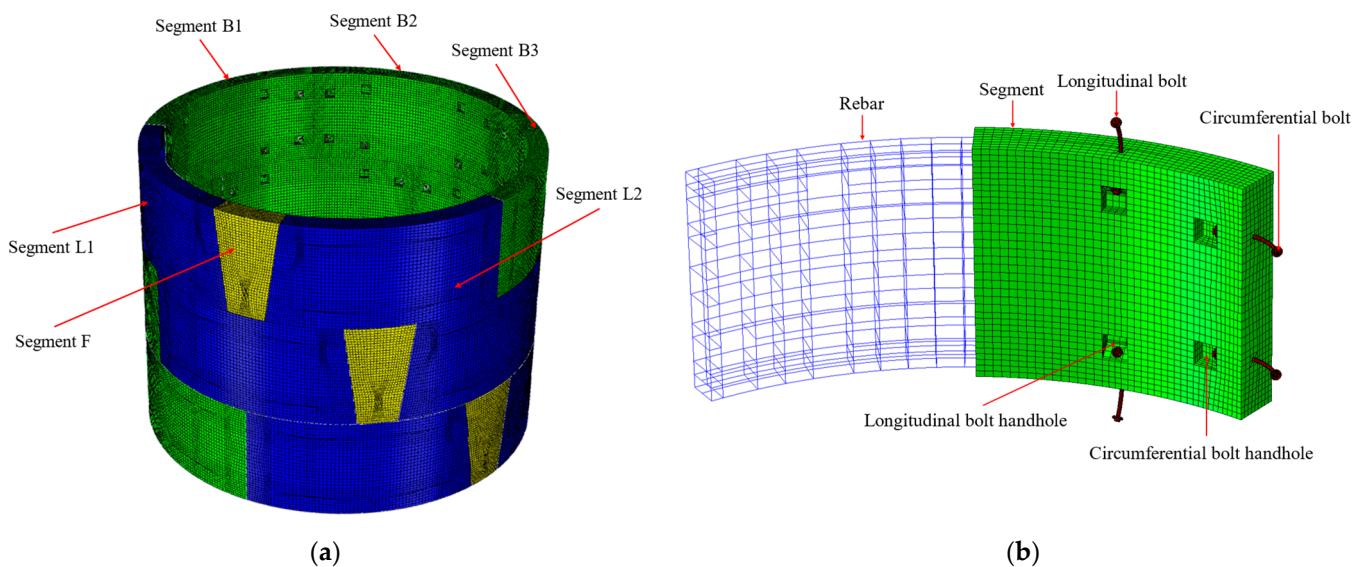 Segment B1
Segment B2
Segment B3
Segment L2
Segment L1
Segment F
(a)
Rebar
Segment
Longitudinal bolt
Circumferential bolt
Longitudinal bolt handhole
Circumferential bolt handhole
(b)